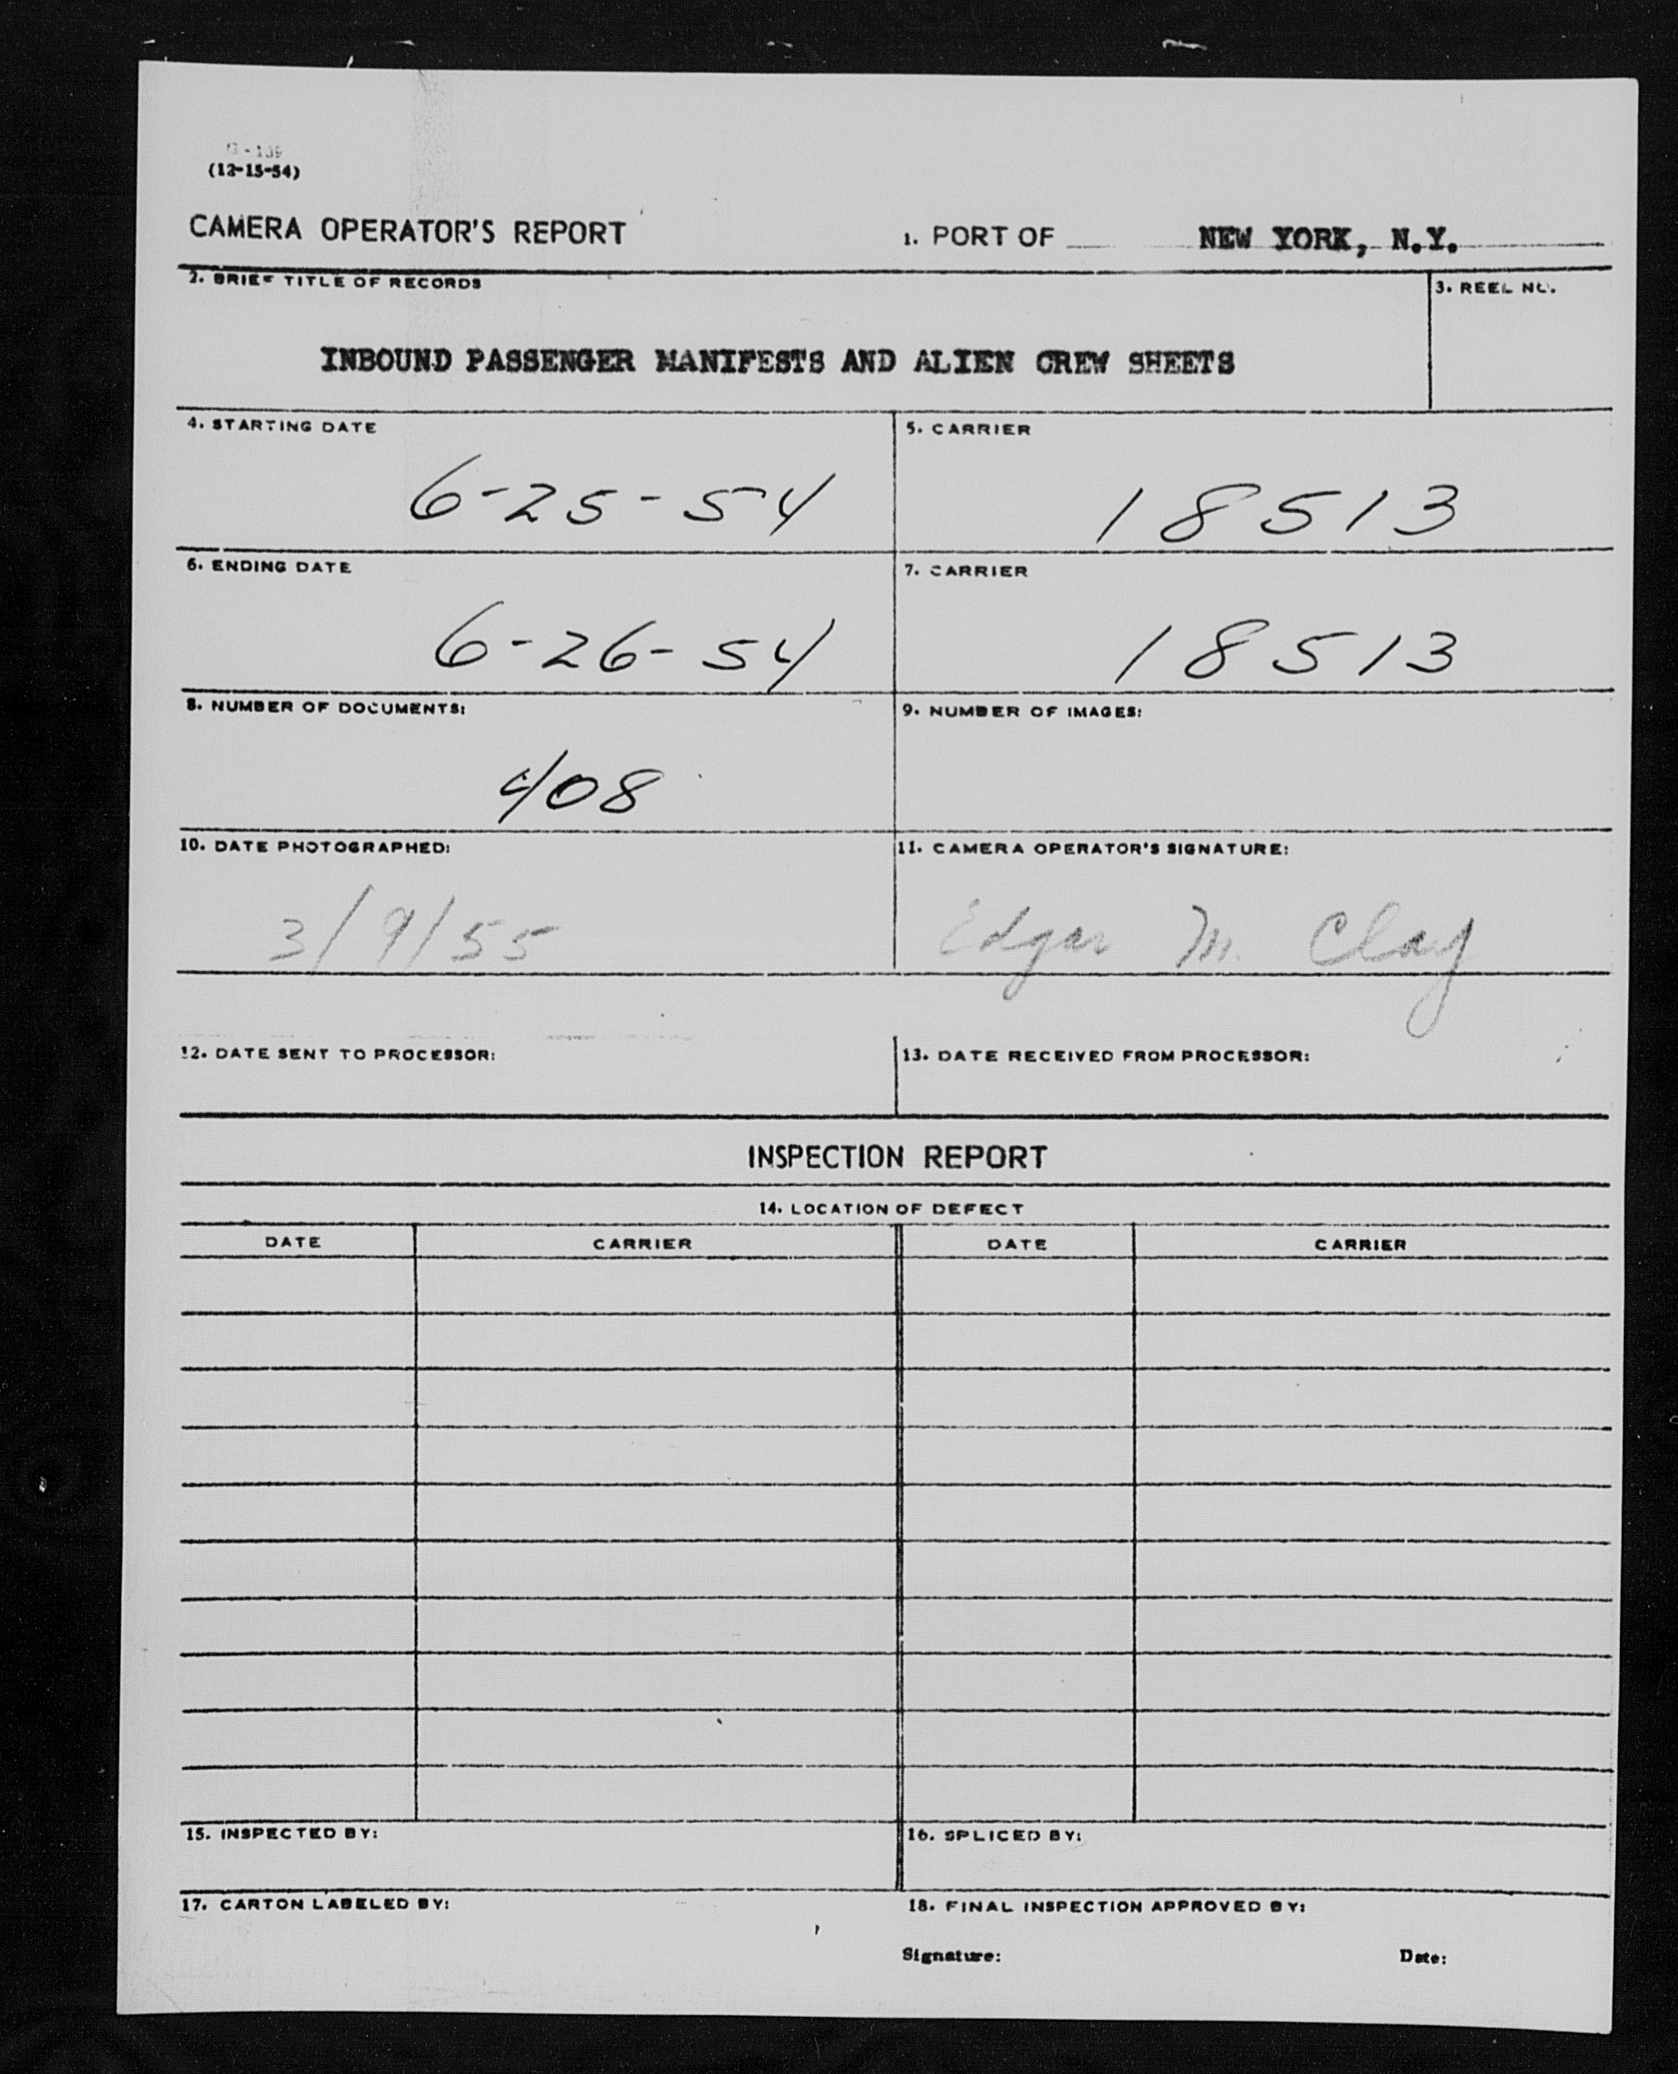 G-139
(12-15-54)
CAMERA OPERATOR'S REPORT
1. PORT OF NEW YORK, N.Y.
2. BRIEF TITLE OF RECORDS
3. REEL NO.
INBOUND PASSENGER MANIFESTS AND ALIEN CREW SHEETS
4. STARTING DATE
5. CARRIER
6-25-54
18513
6. ENDING DATE
7. CARRIER
6-26-54
18513
8. NUMBER OF DOCUMENTS:
9. NUMBER OF IMAGES:
408
10. DATE PHOTOGRAPHED:
11. CAMERA OPERATOR'S SIGNATURE:
3/9/55
Edgar M. Clay
12. DATE SENT TO PROCESSOR:
13. DATE RECEIVED FROM PROCESSOR:
INSPECTION REPORT
14. LOCATION OF DEFECT
DATE CARRIER DATE CARRIER
15. INSPECTED BY:
16. SPLICED BY:
17. CARTON LABELED BY:
18. FINAL INSPECTION APPROVED BY:
Signature: Date: